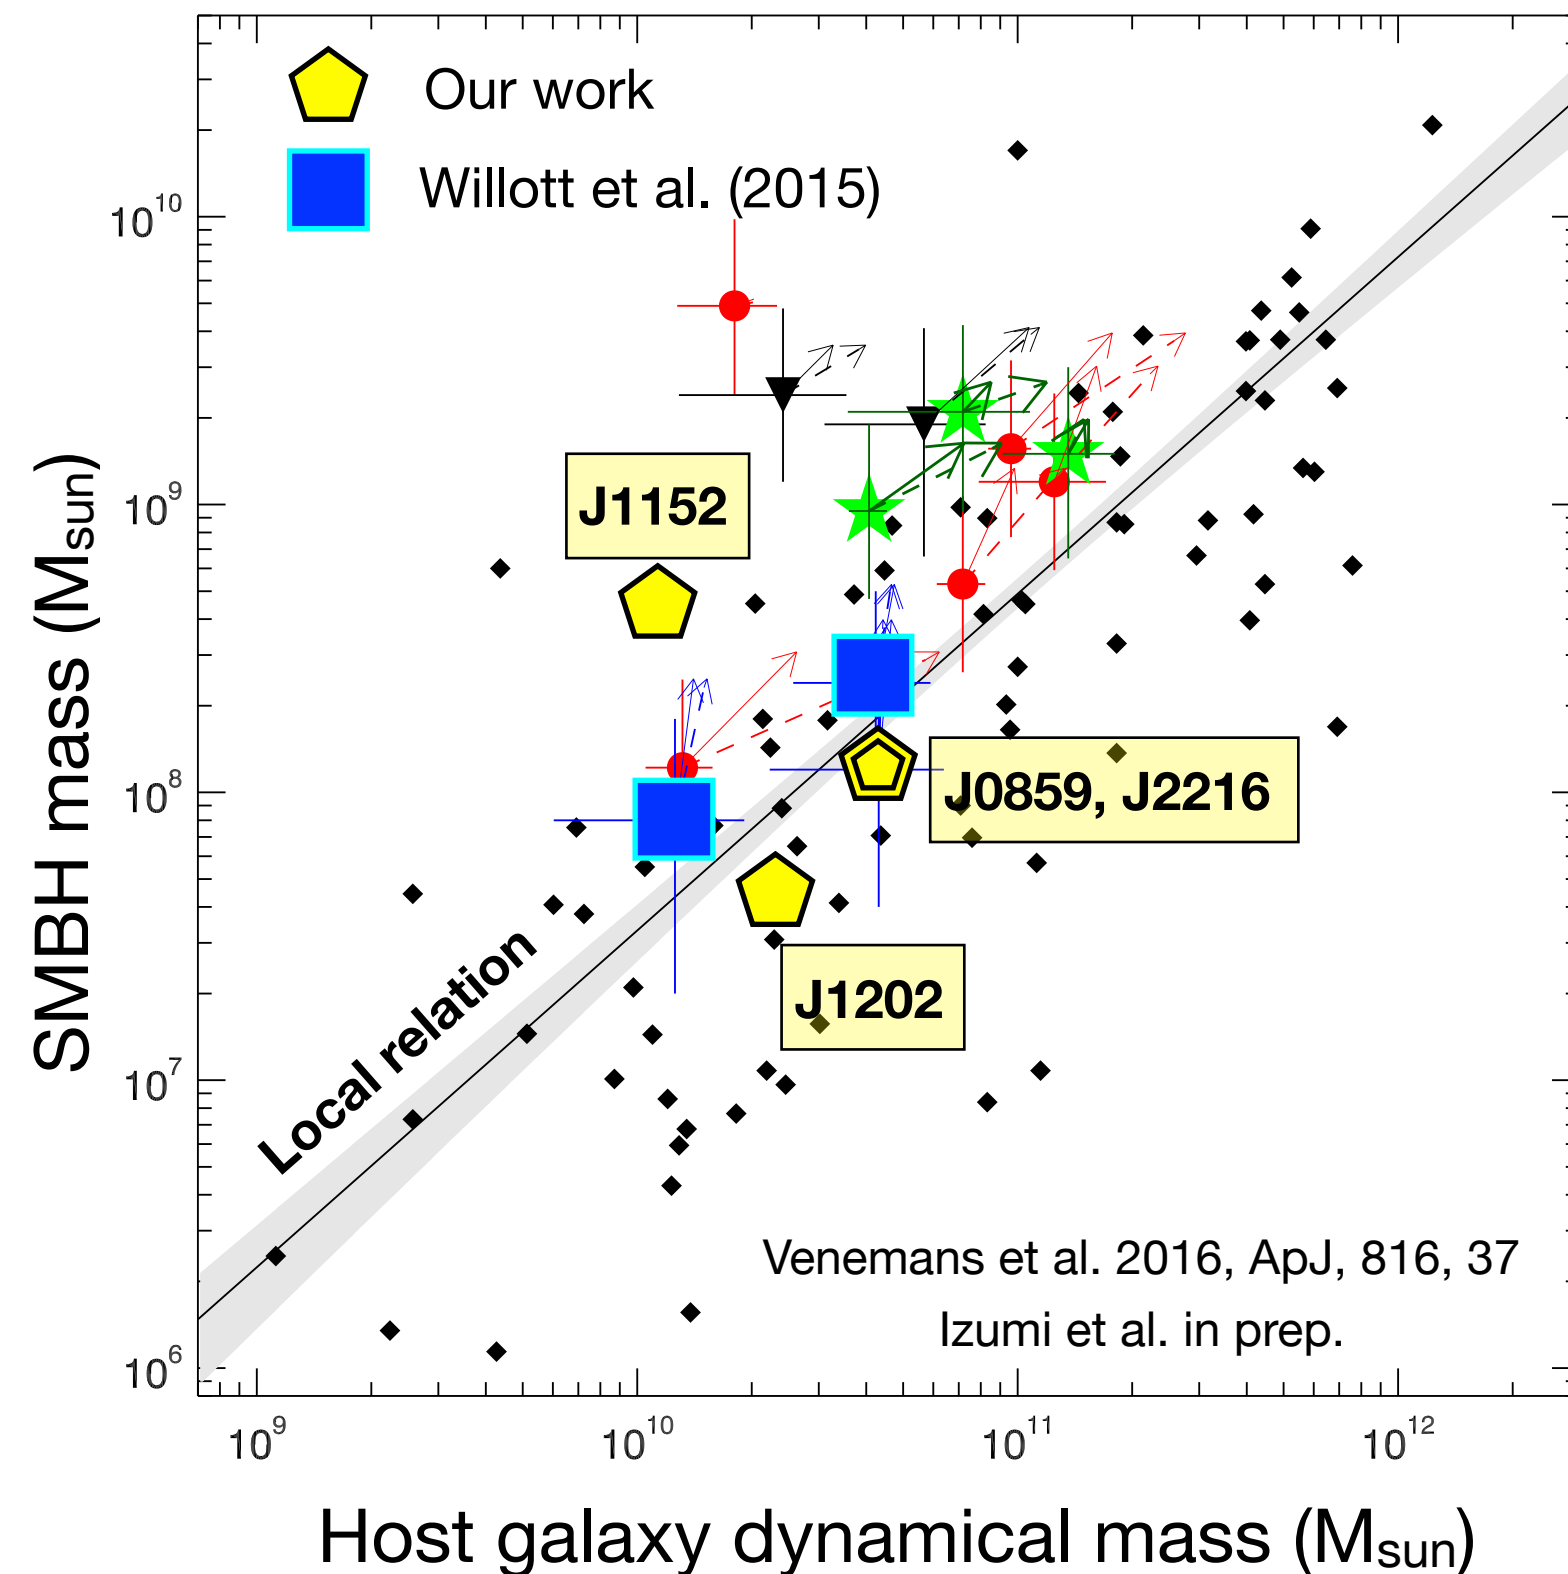 Our work
Willott et al. (2015)
10^10
10^9
10^8
10^7
10^6
SMBH mass (Msun)
J1152
J0859, J2216
J1202
Local relation
Venemans et al. 2016, ApJ, 816, 37
Izumi et al. in prep.
10^9 10^10 10^11 10^12
Host galaxy dynamical mass (Msun)